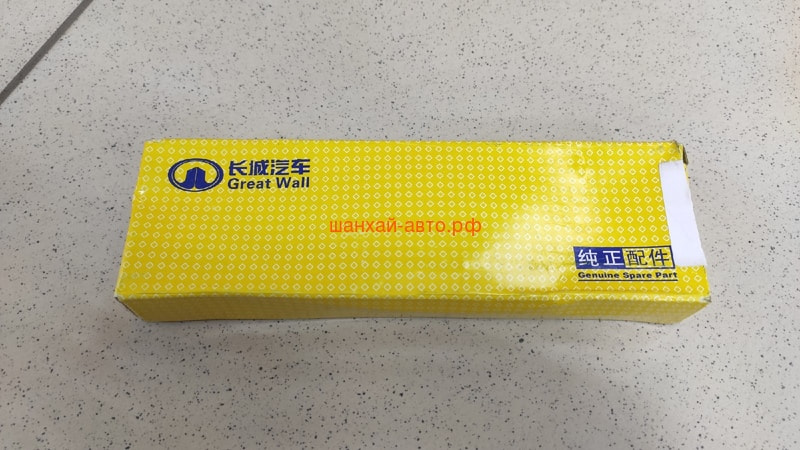 长城汽车
Great Wall
шанхай-авто.рф
纯正配件
Genuine Spare Part